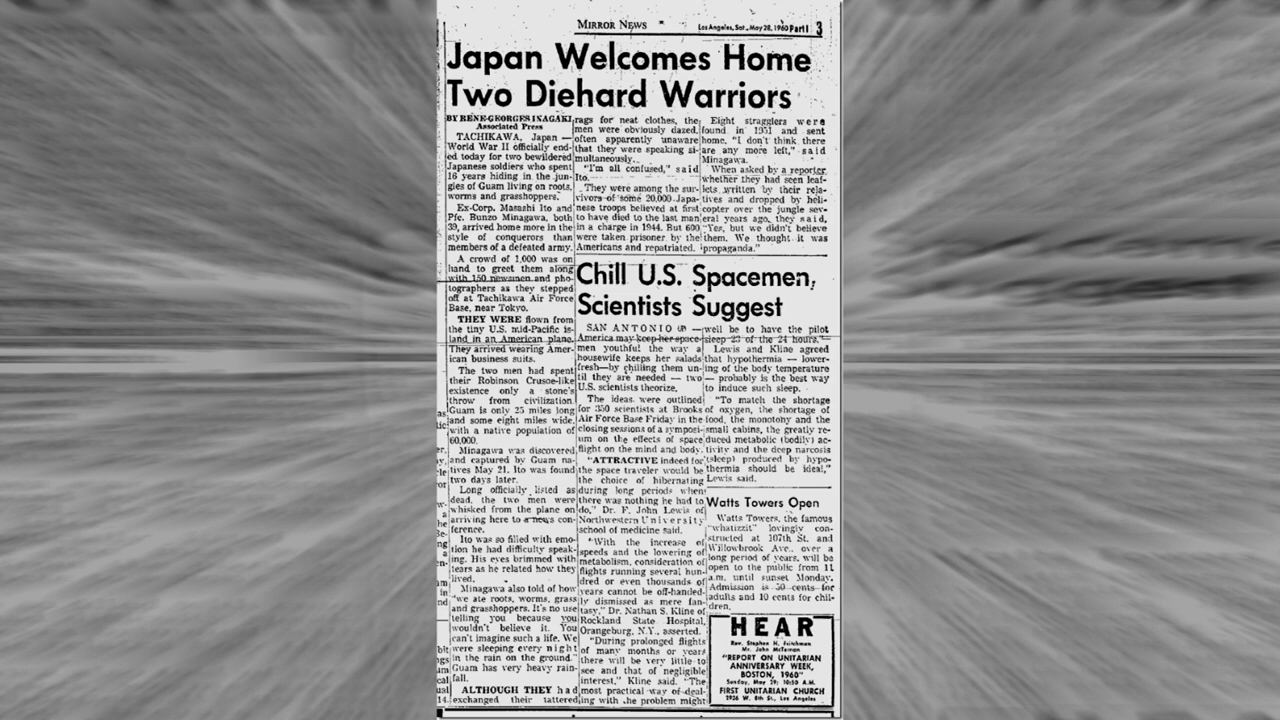 MIRROR NEWS
Los Angeles, Sat., May 28, 1960 Part I 3
Japan Welcomes Home
Two Diehard Warriors
BY RENE-GEORGES INAGAKI
Associated Press
TACHIKAWA, Japan —
World War II officially end-
ed today for two bewildered
Japanese soldiers who spent
16 years hiding in the jun-
gles of Guam living on roots,
worms and grasshoppers.
Ex-Corp. Masashi Ito and
Pfc. Bunzo Minagawa, both
39, arrived home more in the
style of conquerors than
members of a defeated army.
A crowd of 1,000 was on
hand to greet them along
with 150 newsmen and pho-
tographers as they stepped
off at Tachikawa Air Force
Base, near Tokyo.
THEY WERE flown from
the tiny U.S. mid-Pacific is-
land in an American plane.
They arrived wearing Amer-
ican business suits.
The two men had spent
their Robinson Crusoe-like
existence only a stone's
throw from civilization.
Guam is only 25 miles long
and some eight miles wide,
with a native population of
60,000.
Minagawa was discovered
and captured by Guam na-
tives May 21. Ito was found
two days later.
Long officially listed as
dead, the two men were
whisked from the plane on
arriving here to a news con-
ference.
Ito was so filled with emo-
tion he had difficulty speak-
ing. His eyes brimmed with
tears as he related how they
lived.
Minagawa also told of how
"we ate roots, worms, grass
and grasshoppers. It's no use
telling you because you
wouldn't believe it. You
can't imagine such a life. We
were sleeping every night
in the rain on the ground."
Guam has very heavy rain-
fall.
ALTHOUGH THEY had
exchanged their tattered
rags for neat clothes, the
men were obviously dazed,
often apparently unaware
that they were speaking si-
multaneously.
"I'm all confused," said
Ito.
They were among the sur-
vivors of some 20,000 Japa-
nese troops believed at first
to have died to the last man
in a charge in 1944. But 600
were taken prisoner by the
Americans and repatriated.
Eight stragglers were
found in 1951 and sent
home. "I don't think there
are any more left," said
Minagawa.
When asked by a reporter
whether they had seen leaf-
lets written by their rela-
tives and dropped by heli-
copter over the jungle sev-
eral years ago, they said,
"Yes, but we didn't believe
them. We thought it was
propaganda."
Chill U.S. Spacemen,
Scientists Suggest
SAN ANTONIO (AP) —
America may keep her space-
men youthful the way a
housewife keeps her salads
fresh—by chilling them un-
til they are needed — two
U.S. scientists theorize.
The ideas were outlined
for 350 scientists at Brooks
Air Force Base Friday in the
closing sessions of a symposi-
um on the effects of space
flight on the mind and body.
"ATTRACTIVE indeed for
the space traveler would be
the choice of hibernating
during long periods when
there was nothing he had to
do," Dr. F. John Lewis of
Northwestern University
school of medicine said.
"With the increase of
speeds and the lowering of
metabolism, consideration of
flights running several hun-
dred or even thousands of
years cannot be off-handed-
ly dismissed as mere fan-
tasy," Dr. Nathan S. Kline of
Rockland State Hospital,
Orangeburg, N.Y., asserted.
"During prolonged flights
of many months or years
there will be very little to
see and that of negligible
interest," Kline said. "The
most practical way of deal-
ing with the problem might
well be to have the pilot
sleep 23 of the 24 hours."
Lewis and Kline agreed
that hypothermia — lower-
ing of the body temperature
— probably is the best way
to induce such sleep.
"To match the shortage
of oxygen, the shortage of
food, the monotony and the
small cabins, the greatly re-
duced metabolic (bodily) ac-
tivity and the deep narcosis
(sleep) produced by hypo-
thermia should be ideal,"
Lewis said.
Watts Towers Open
Watts Towers, the famous
"whatizzit" lovingly con-
structed at 107th St. and
Willowbrook Ave., over a
long period of years, will be
open to the public from 11
a.m. until sunset Monday.
Admission is 50 cents for
adults and 10 cents for chil-
dren.
HEAR
Rev. Stephen H. Fritchman
Mr. John McTernan
"REPORT ON UNITARIAN
ANNIVERSARY WEEK,
BOSTON, 1960"
Sunday, May 29; 10:50 A.M.
FIRST UNITARIAN CHURCH
2936 W. 8th St., Los Angeles